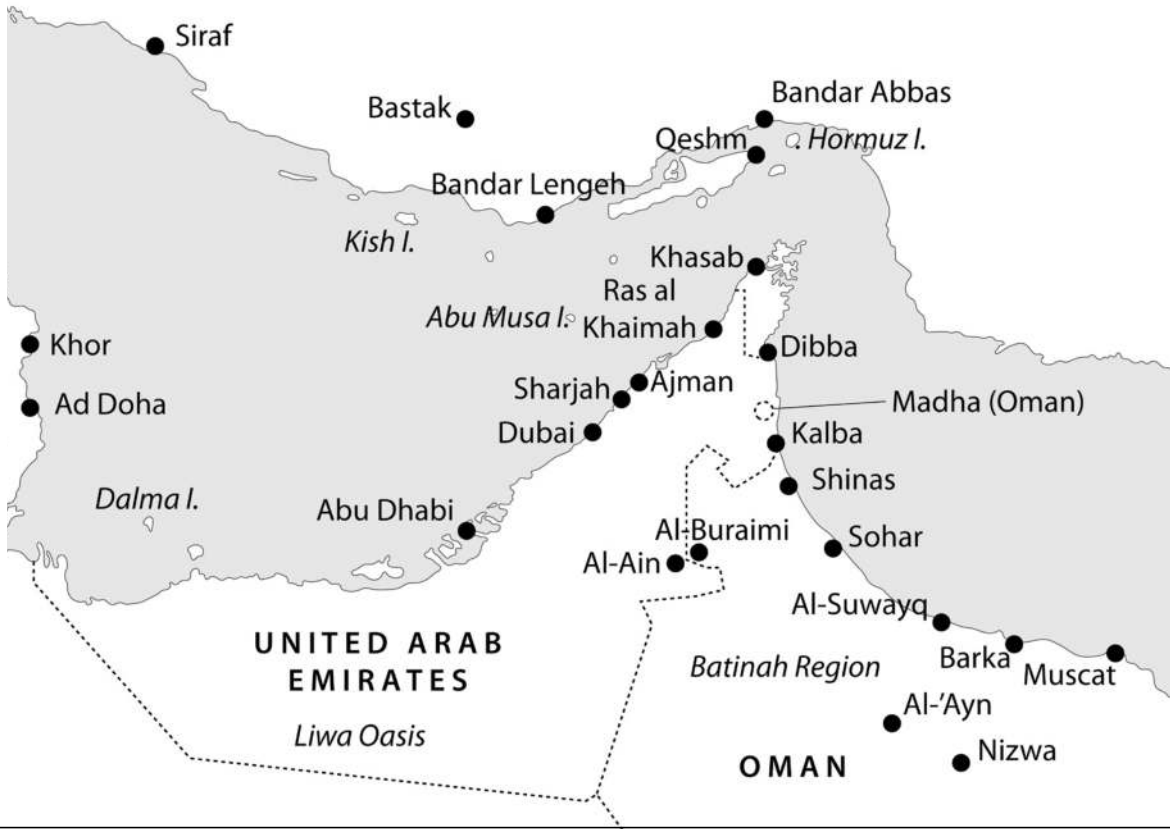 Siraf
Bastak
Bandar Abbas
Qeshm
Hormuz I.
Bandar Lengeh
Kish I.
Khasab
Ras al
Khaimah
Abu Musa I.
Khor
Dibba
Ajman
Sharjah
Ad Doha
Madha (Oman)
Dubai
Kalba
Shinas
Dalma I.
Abu Dhabi
Al-Buraimi
Sohar
Al-Ain
Al-Suwayq
UNITED ARAB
EMIRATES
Batinah Region
Barka
Muscat
Al-’Ayn
Liwa Oasis
Nizwa
OMAN